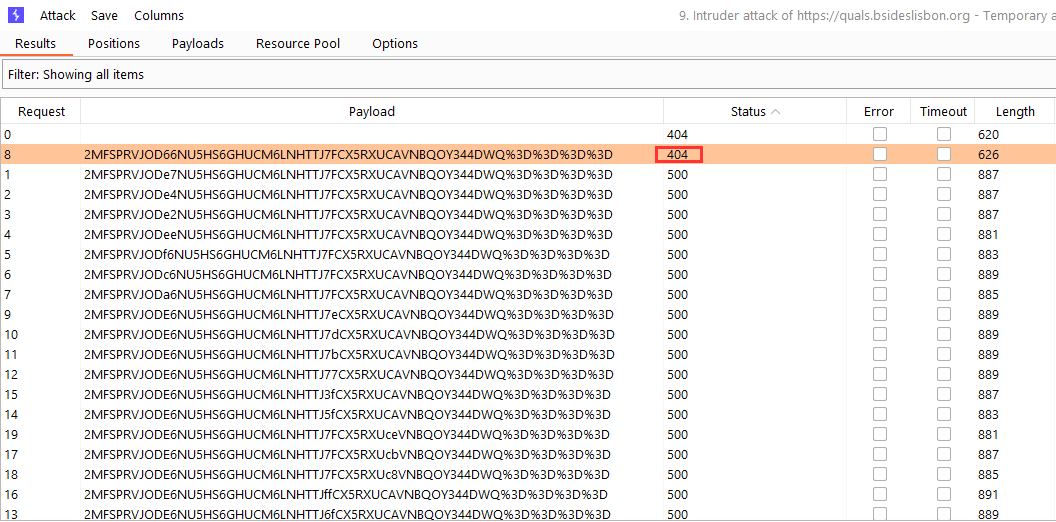 Attack Save Columns 9. Intruder attack of https://quals.bsideslisbon.org - Temporary a
Results Positions Payloads Resource Pool Options
Filter: Showing all items
Request Payload Status Error Timeout Length
0 404 620
8 2MFSPRVJOD66NU5HS6GHUCM6LNHTTJ7FCX5RXUCAVNBQOY344DWQ%3D%3D%3D%3D 404 626
1 2MFSPRVJODe7NU5HS6GHUCM6LNHTTJ7FCX5RXUCAVNBQOY344DWQ%3D%3D%3D%3D 500 887
2 2MFSPRVJODe4NU5HS6GHUCM6LNHTTJ7FCX5RXUCAVNBQOY344DWQ%3D%3D%3D%3D 500 887
3 2MFSPRVJODe2NU5HS6GHUCM6LNHTTJ7FCX5RXUCAVNBQOY344DWQ%3D%3D%3D%3D 500 887
4 2MFSPRVJODeeNU5HS6GHUCM6LNHTTJ7FCX5RXUCAVNBQOY344DWQ%3D%3D%3D%3D 500 881
5 2MFSPRVJODf6NU5HS6GHUCM6LNHTTJ7FCX5RXUCAVNBQOY344DWQ%3D%3D%3D%3D 500 883
6 2MFSPRVJODc6NU5HS6GHUCM6LNHTTJ7FCX5RXUCAVNBQOY344DWQ%3D%3D%3D%3D 500 889
7 2MFSPRVJODa6NU5HS6GHUCM6LNHTTJ7FCX5RXUCAVNBQOY344DWQ%3D%3D%3D%3D 500 885
9 2MFSPRVJODE6NU5HS6GHUCM6LNHTTJ7eCX5RXUCAVNBQOY344DWQ%3D%3D%3D%3D 500 889
10 2MFSPRVJODE6NU5HS6GHUCM6LNHTTJ7dCX5RXUCAVNBQOY344DWQ%3D%3D%3D%3D 500 889
11 2MFSPRVJODE6NU5HS6GHUCM6LNHTTJ7bCX5RXUCAVNBQOY344DWQ%3D%3D%3D%3D 500 889
12 2MFSPRVJODE6NU5HS6GHUCM6LNHTTJ77CX5RXUCAVNBQOY344DWQ%3D%3D%3D%3D 500 889
15 2MFSPRVJODE6NU5HS6GHUCM6LNHTTJ3fCX5RXUCAVNBQOY344DWQ%3D%3D%3D%3D 500 887
14 2MFSPRVJODE6NU5HS6GHUCM6LNHTTJ5fCX5RXUCAVNBQOY344DWQ%3D%3D%3D%3D 500 883
19 2MFSPRVJODE6NU5HS6GHUCM6LNHTTJ7FCX5RXUceVNBQOY344DWQ%3D%3D%3D%3D 500 881
17 2MFSPRVJODE6NU5HS6GHUCM6LNHTTJ7FCX5RXUcbVNBQOY344DWQ%3D%3D%3D%3D 500 887
18 2MFSPRVJODE6NU5HS6GHUCM6LNHTTJ7FCX5RXUc8VNBQOY344DWQ%3D%3D%3D%3D 500 885
16 2MFSPRVJODE6NU5HS6GHUCM6LNHTTJffCX5RXUCAVNBQOY344DWQ%3D%3D%3D%3D 500 891
13 2MFSPRVJODE6NU5HS6GHUCM6LNHTTJ6fCX5RXUCAVNBQOY344DWQ%3D%3D%3D%3D 500 889